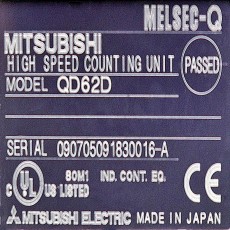 MELSEC-Q
MITSUBISHI
HIGH SPEED COUNTING UNIT
PASSED
MODEL QD62D
SERIAL 090705091830016-A
C UL US LISTED 80M1 IND. CONT. EQ. CE
MITSUBISHI ELECTRIC MADE IN JAPAN